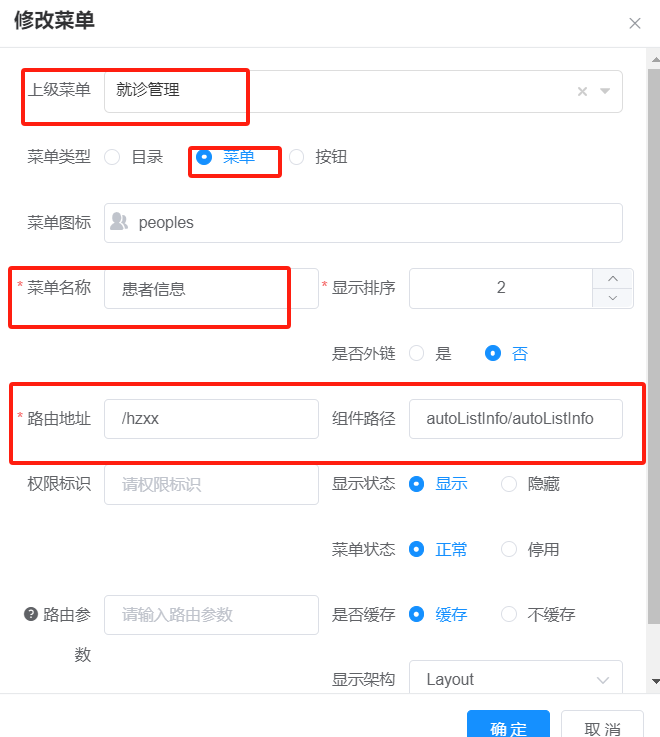 修改菜单
上级菜单 就诊管理
菜单类型 目录 菜单 按钮
菜单图标 peoples
* 菜单名称 患者信息 * 显示排序 2
是否外链 是 否
* 路由地址 /hzxx 组件路径 autoListInfo/autoListInfo
权限标识 请权限标识 显示状态 显示 隐藏
菜单状态 正常 停用
路由参数 请输入路由参数 是否缓存 缓存 不缓存
显示架构 Layout
确 定 取 消